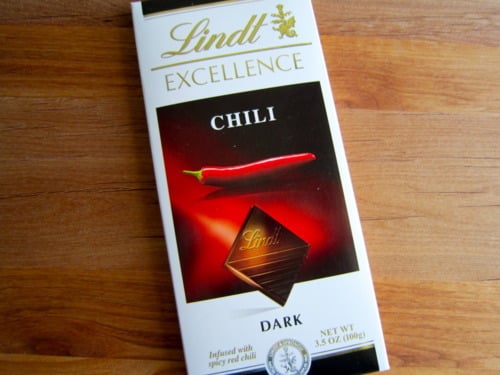 Lindt
EXCELLENCE
CHILI
Lindt
DARK
Infused with
spicy red chili
NET WT
3.5 OZ (100g)